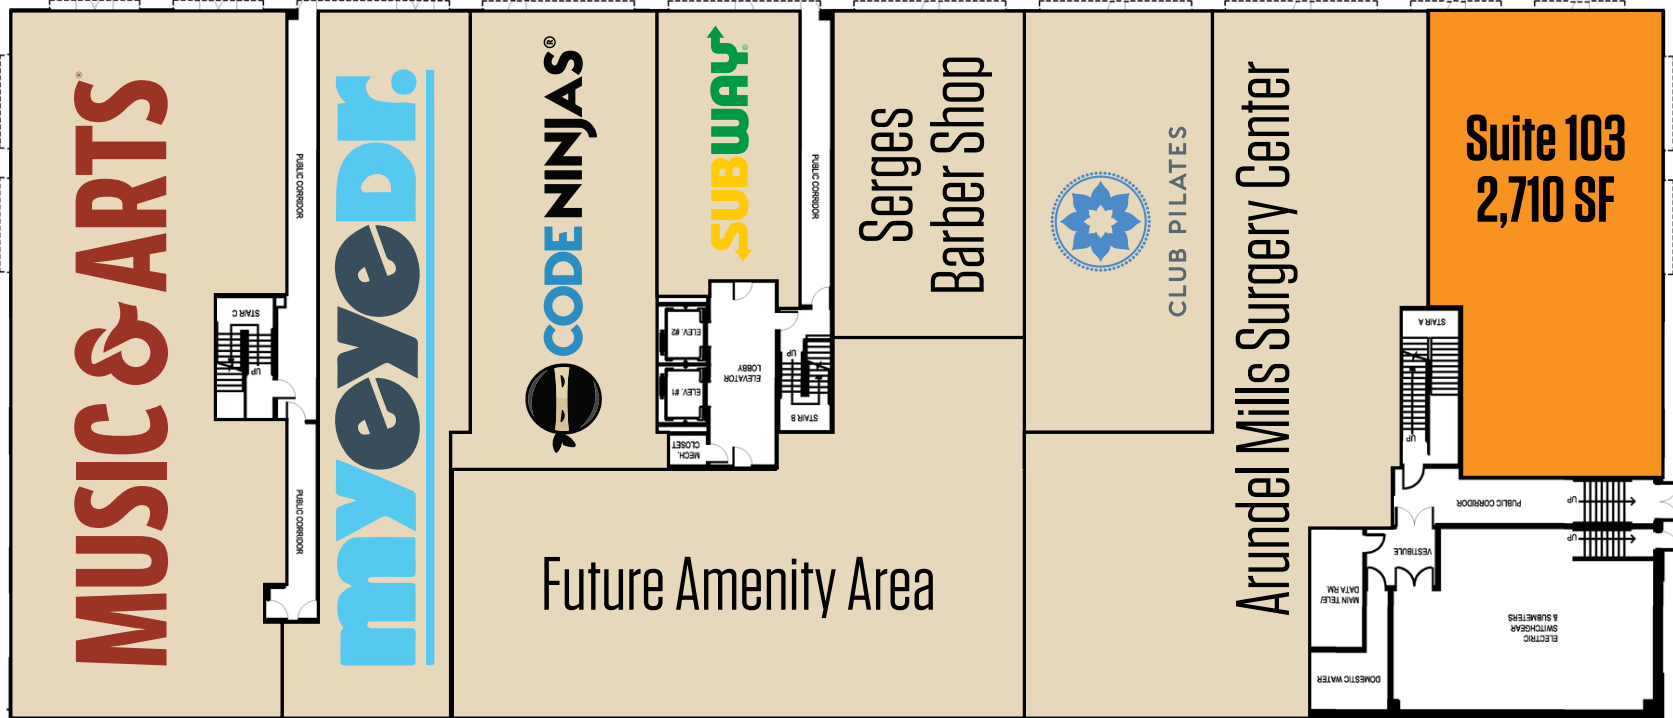 MUSIC & ARTS®
PUBLIC CORRIDOR
STAIR C
UP
PUBLIC CORRIDOR
myeyeDr.
CODE NINJAS®
SUBWAY®
PUBLIC CORRIDOR
ELEV. #2
ELEV. #1
ELEVATOR
LOBBY
MECH.
CLOSET
UP
STAIR B
Serges
Barber Shop
CLUB PILATES
Future Amenity Area
Arundel Mills Surgery Center
Suite 103
2,710 SF
STAIR A
UP
PUBLIC CORRIDOR
UP
UP
VESTIBULE
MAIN TELE/
DATA RM.
DOMESTIC WATER
ELECTRIC
SWITCHGEAR
& SUBMETERS